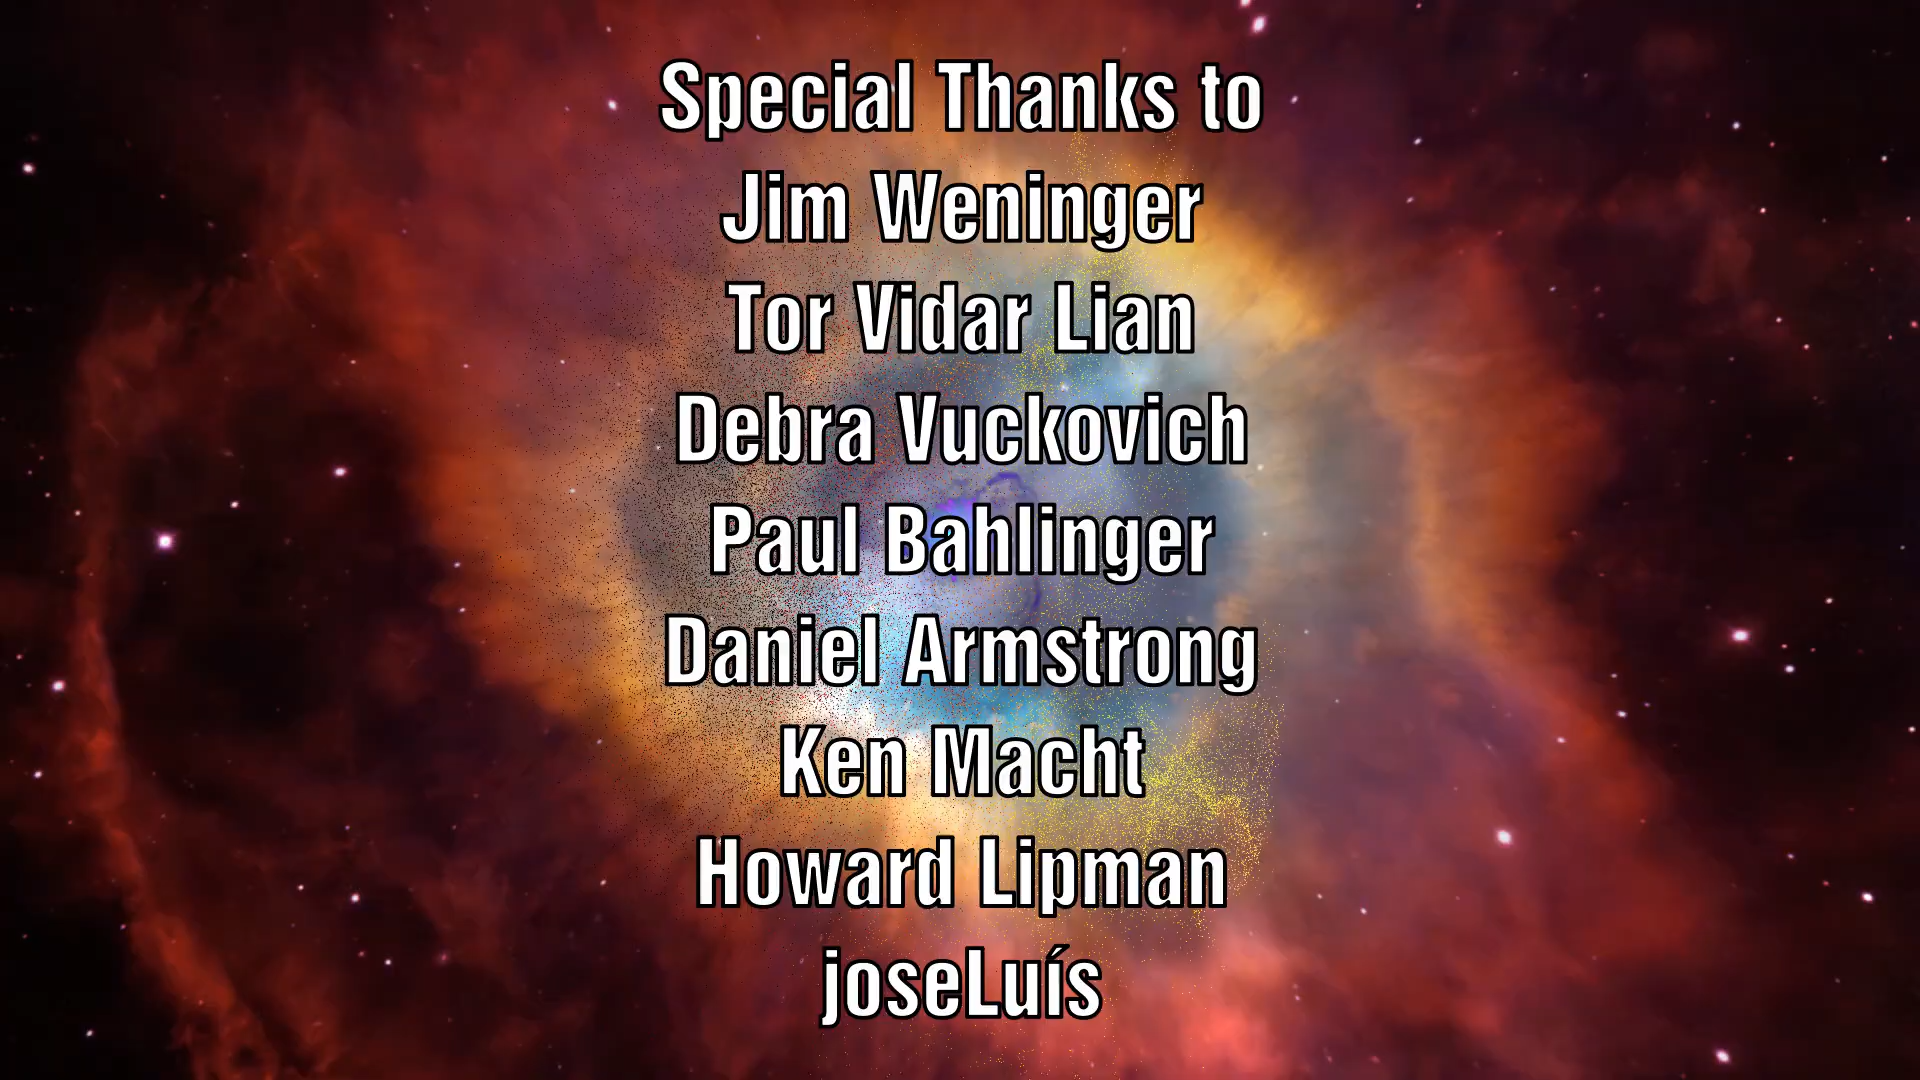 Special Thanks to
Jim Weninger
Tor Vidar Lian
Debra Vuckovich
Paul Bahlinger
Daniel Armstrong
Ken Macht
Howard Lipman
joseLuís